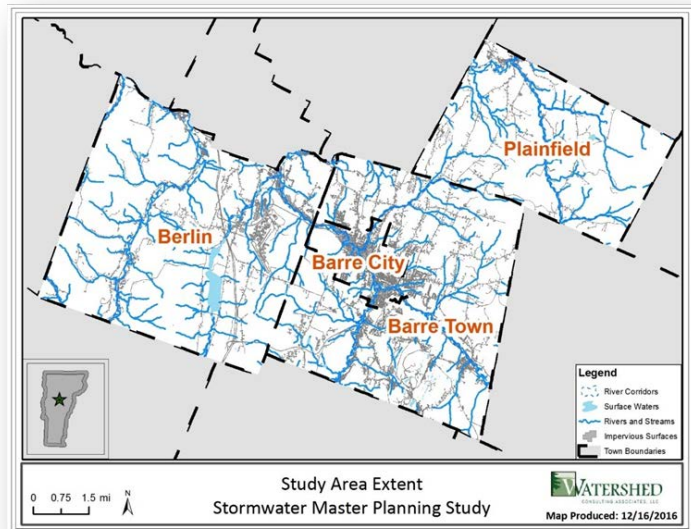 Plainfield
Berlin
Barre City
Barre Town
Legend
River Corridors
Surface Waters
Rivers and Streams
Impervious Surfaces
Town Boundaries
0 0.75 1.5 mi
N
Study Area Extent
Stormwater Master Planning Study
WATERSHED
CONSULTING ASSOCIATES, LLC
Map Produced: 12/16/2016